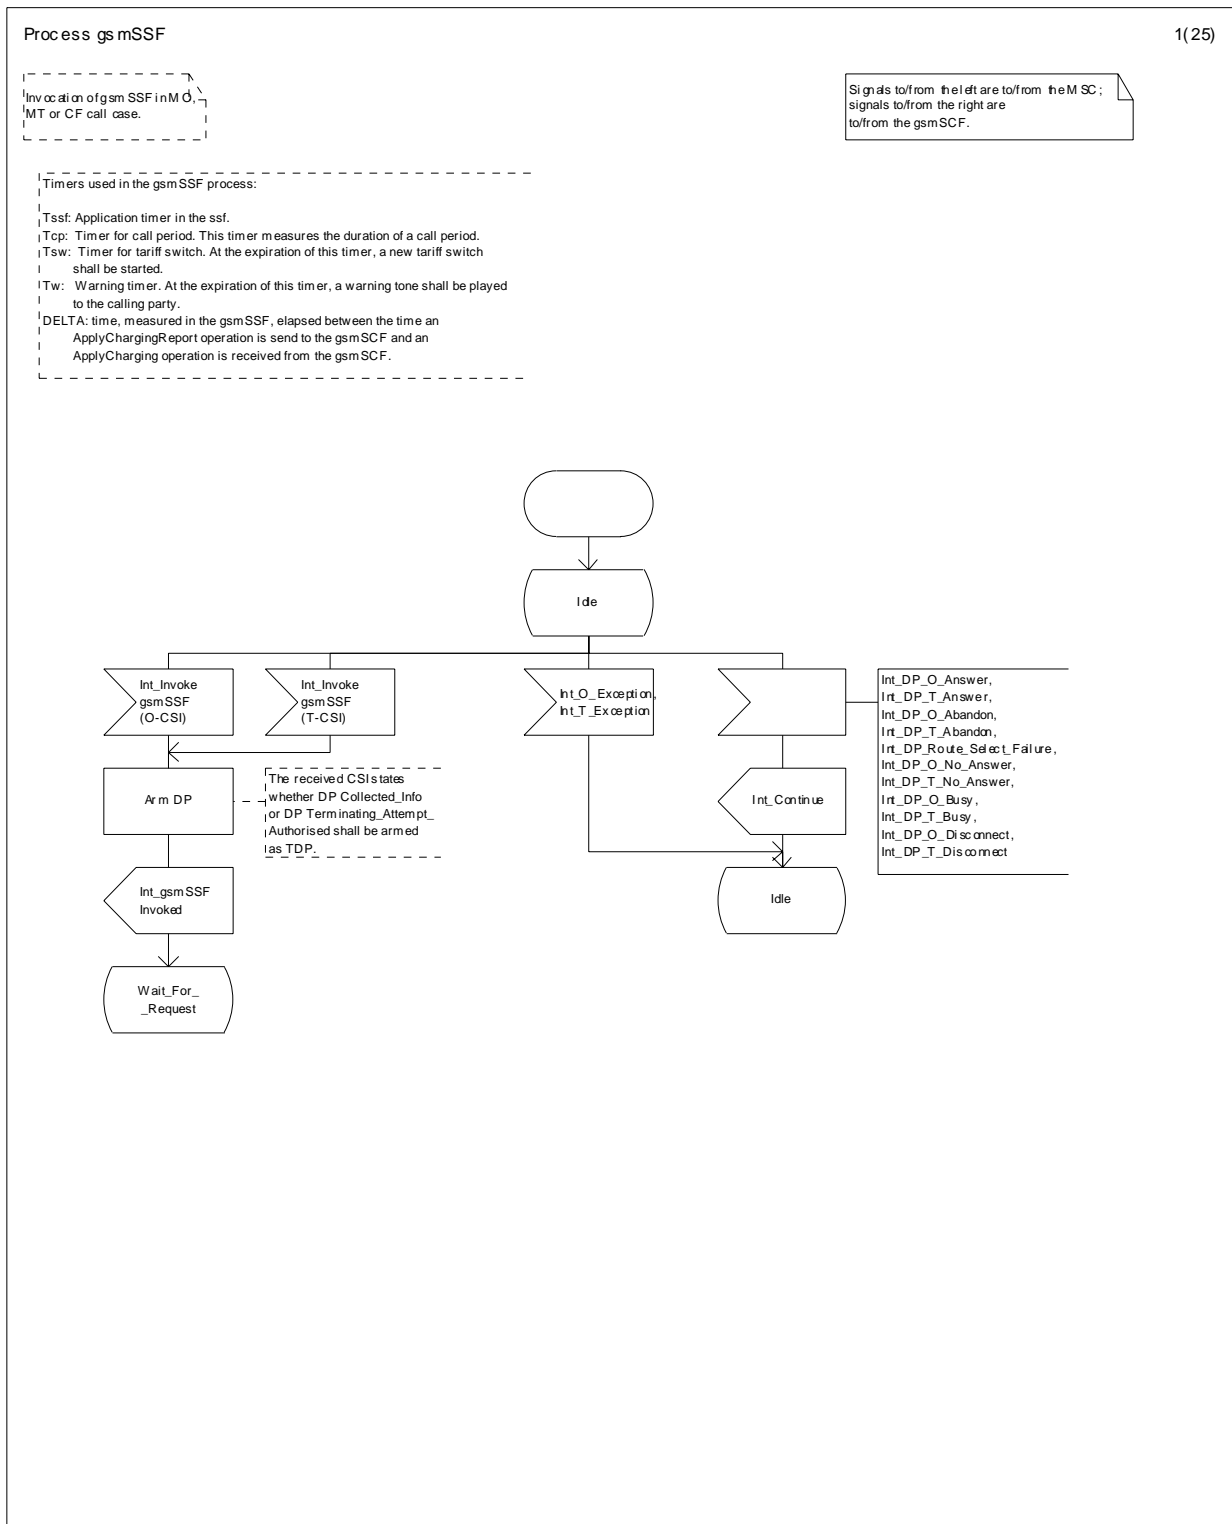 Process gsmSSF
1(25)
Invocation of gsmSSF in MO,
MT or CF call case.
Signals to/from the left are to/from the MSC;
signals to/from the right are
to/from the gsmSCF.
Timers used in the gsmSSF process:
Tssf: Application timer in the ssf.
Tcp: Timer for call period. This timer measures the duration of a call period.
Tsw: Timer for tariff switch. At the expiration of this timer, a new tariff switch
shall be started.
Tw: Warning timer. At the expiration of this timer, a warning tone shall be played
to the calling party.
DELTA: time, measured in the gsmSSF, elapsed between the time an
ApplyChargingReport operation is send to the gsmSCF and an
ApplyCharging operation is received from the gsmSCF.
Idle
Int_Invoke
gsmSSF
(O-CSI)
Int_Invoke
gsmSSF
(T-CSI)
Int_O_Exception,
Int_T_Exception
Int_DP_O_Answer,
Int_DP_T_Answer,
Int_DP_O_Abandon,
Int_DP_T_Abandon,
Int_DP_Route_Select_Failure,
Int_DP_O_No_Answer,
Int_DP_T_No_Answer,
Int_DP_O_Busy,
Int_DP_T_Busy,
Int_DP_O_Disconnect,
Int_DP_T_Disconnect
Arm DP
The received CSI states
whether DP Collected_Info
or DP Terminating_Attempt_
Authorised shall be armed
as TDP.
Int_Continue
Int_gsmSSF
Invoked
Idle
Wait_For_
_Request